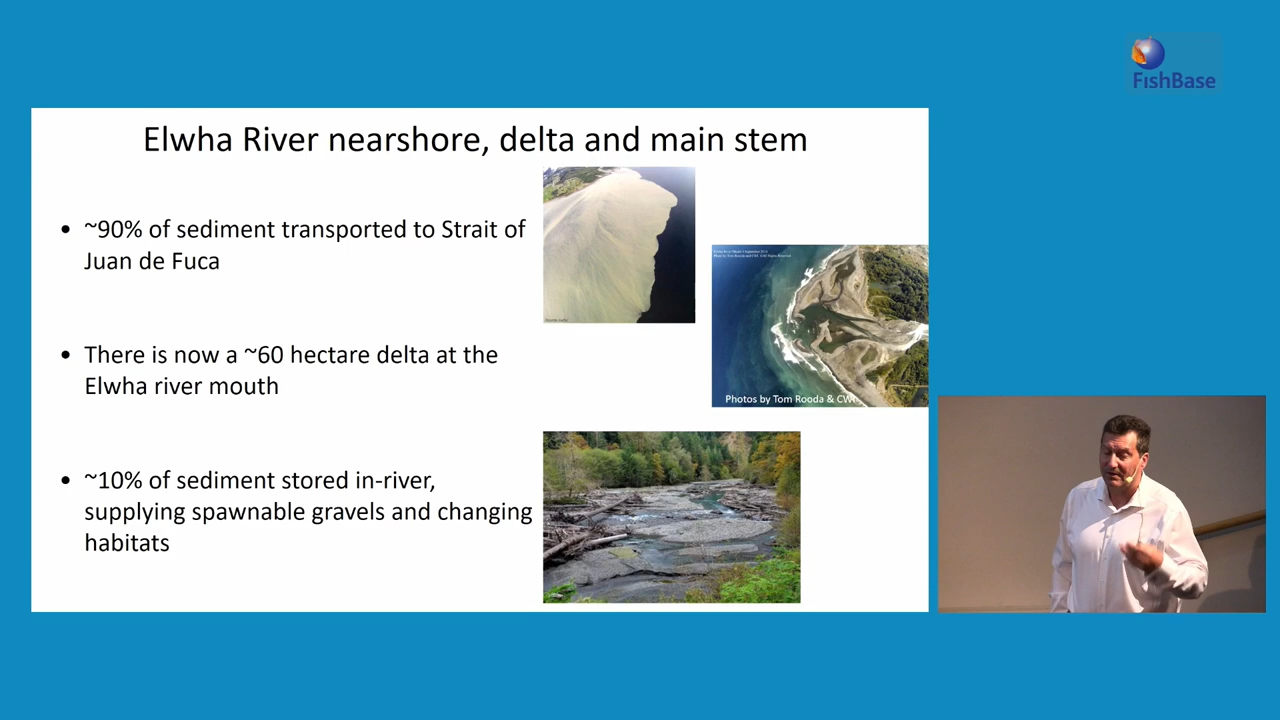 FishBase
Elwha River nearshore, delta and main stem
• ~90% of sediment transported to Strait of
Juan de Fuca
• There is now a ~60 hectare delta at the
Elwha river mouth
Photos by Tom Rooda & CWI
• ~10% of sediment stored in-river,
supplying spawnable gravels and changing
habitats